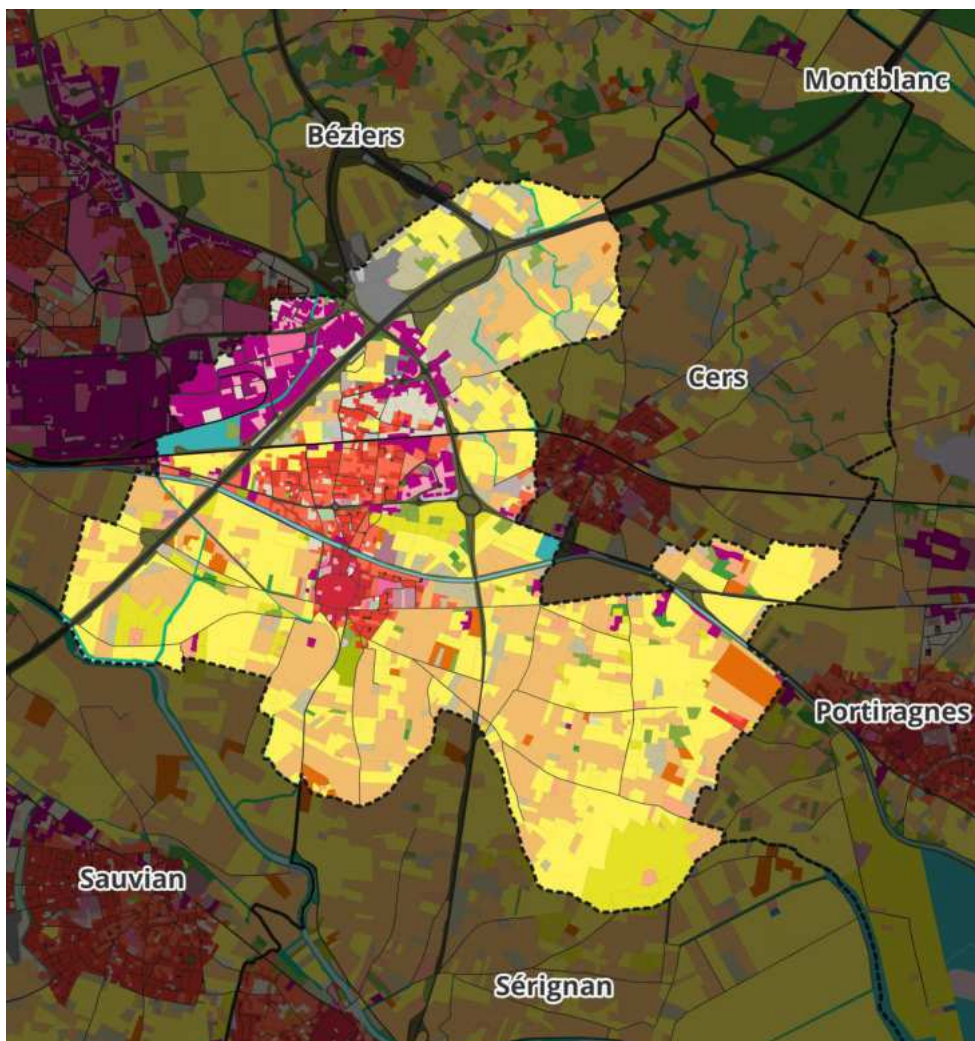 Montblanc
Béziers
Cers
Portiragnes
Sauvian
Sérignan